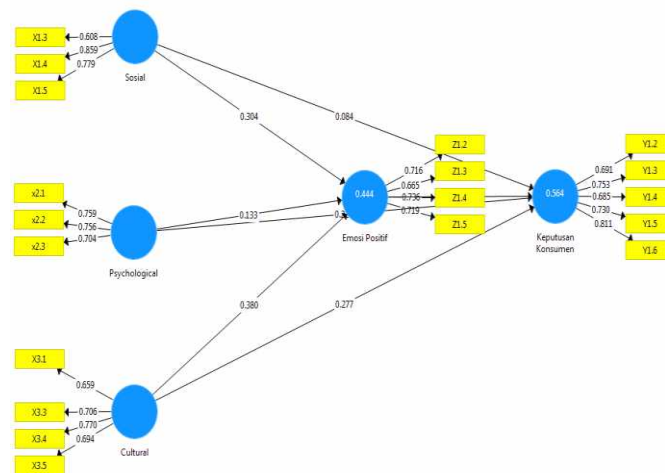 X1.3
0.608
X1.4
0.859
X1.5
0.779
Sosial
0.304
0.084
x2.1
0.759
x2.2
0.756
x2.3
0.704
Psychological
0.133
0.444
Emosi Positif
Z1.2
0.716
Z1.3
0.665
Z1.4
0.736
Z1.5
0.719
0.564
Keputusan
Konsumen
Y1.2
0.691
Y1.3
0.753
Y1.4
0.685
Y1.5
0.730
Y1.6
0.811
0.380
0.277
X3.1
0.659
X3.3
0.706
X3.4
0.770
X3.5
0.694
Cultural